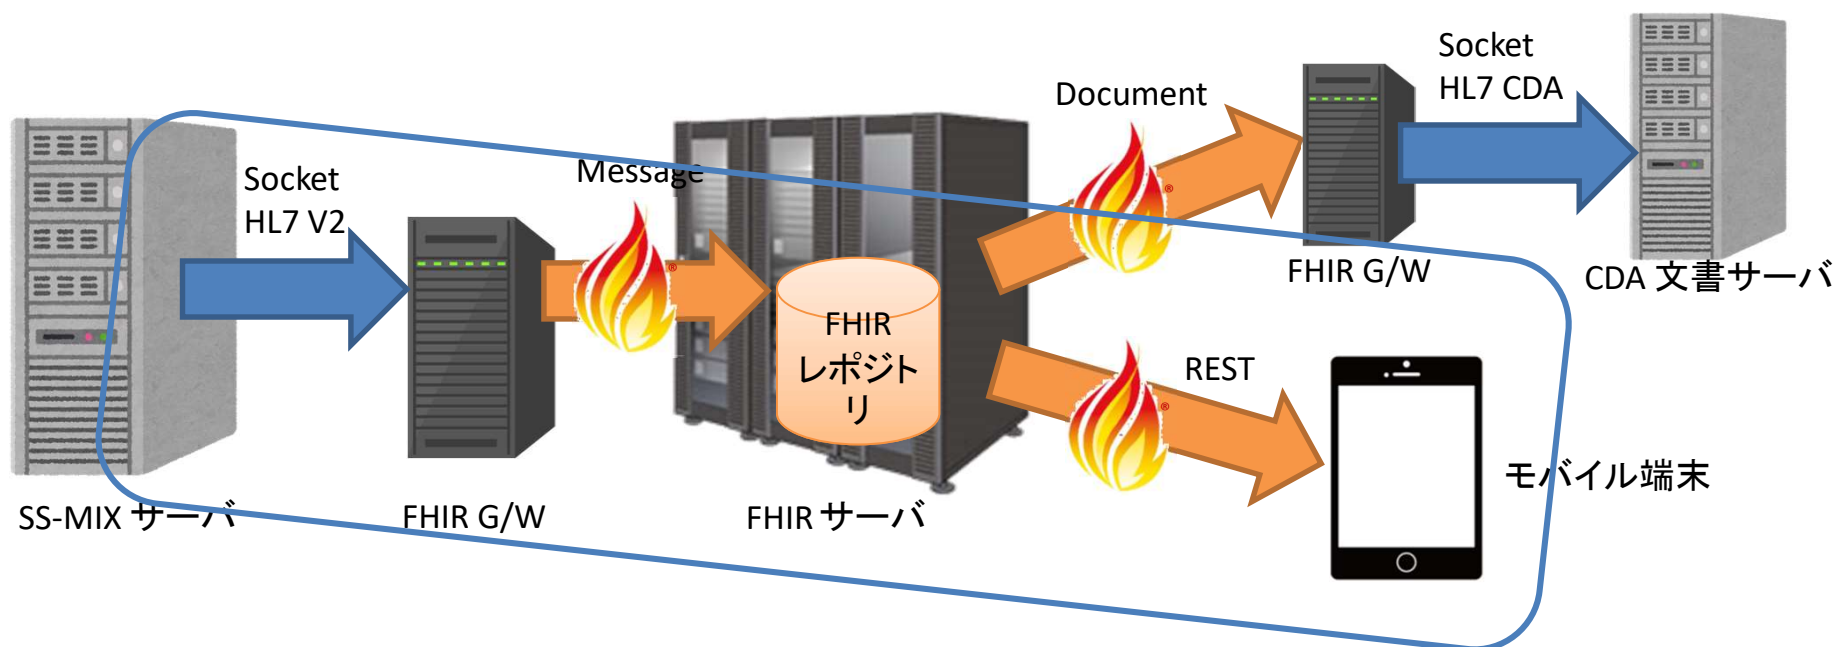 Socket
HL7 CDA
Document
Message
Socket
HL7 V2
FHIR G/W
CDA 文書サーバ
FHIR
レポジト
リ
REST
モバイル端末
SS-MIX サーバ
FHIR G/W
FHIR サーバ
®
®
®